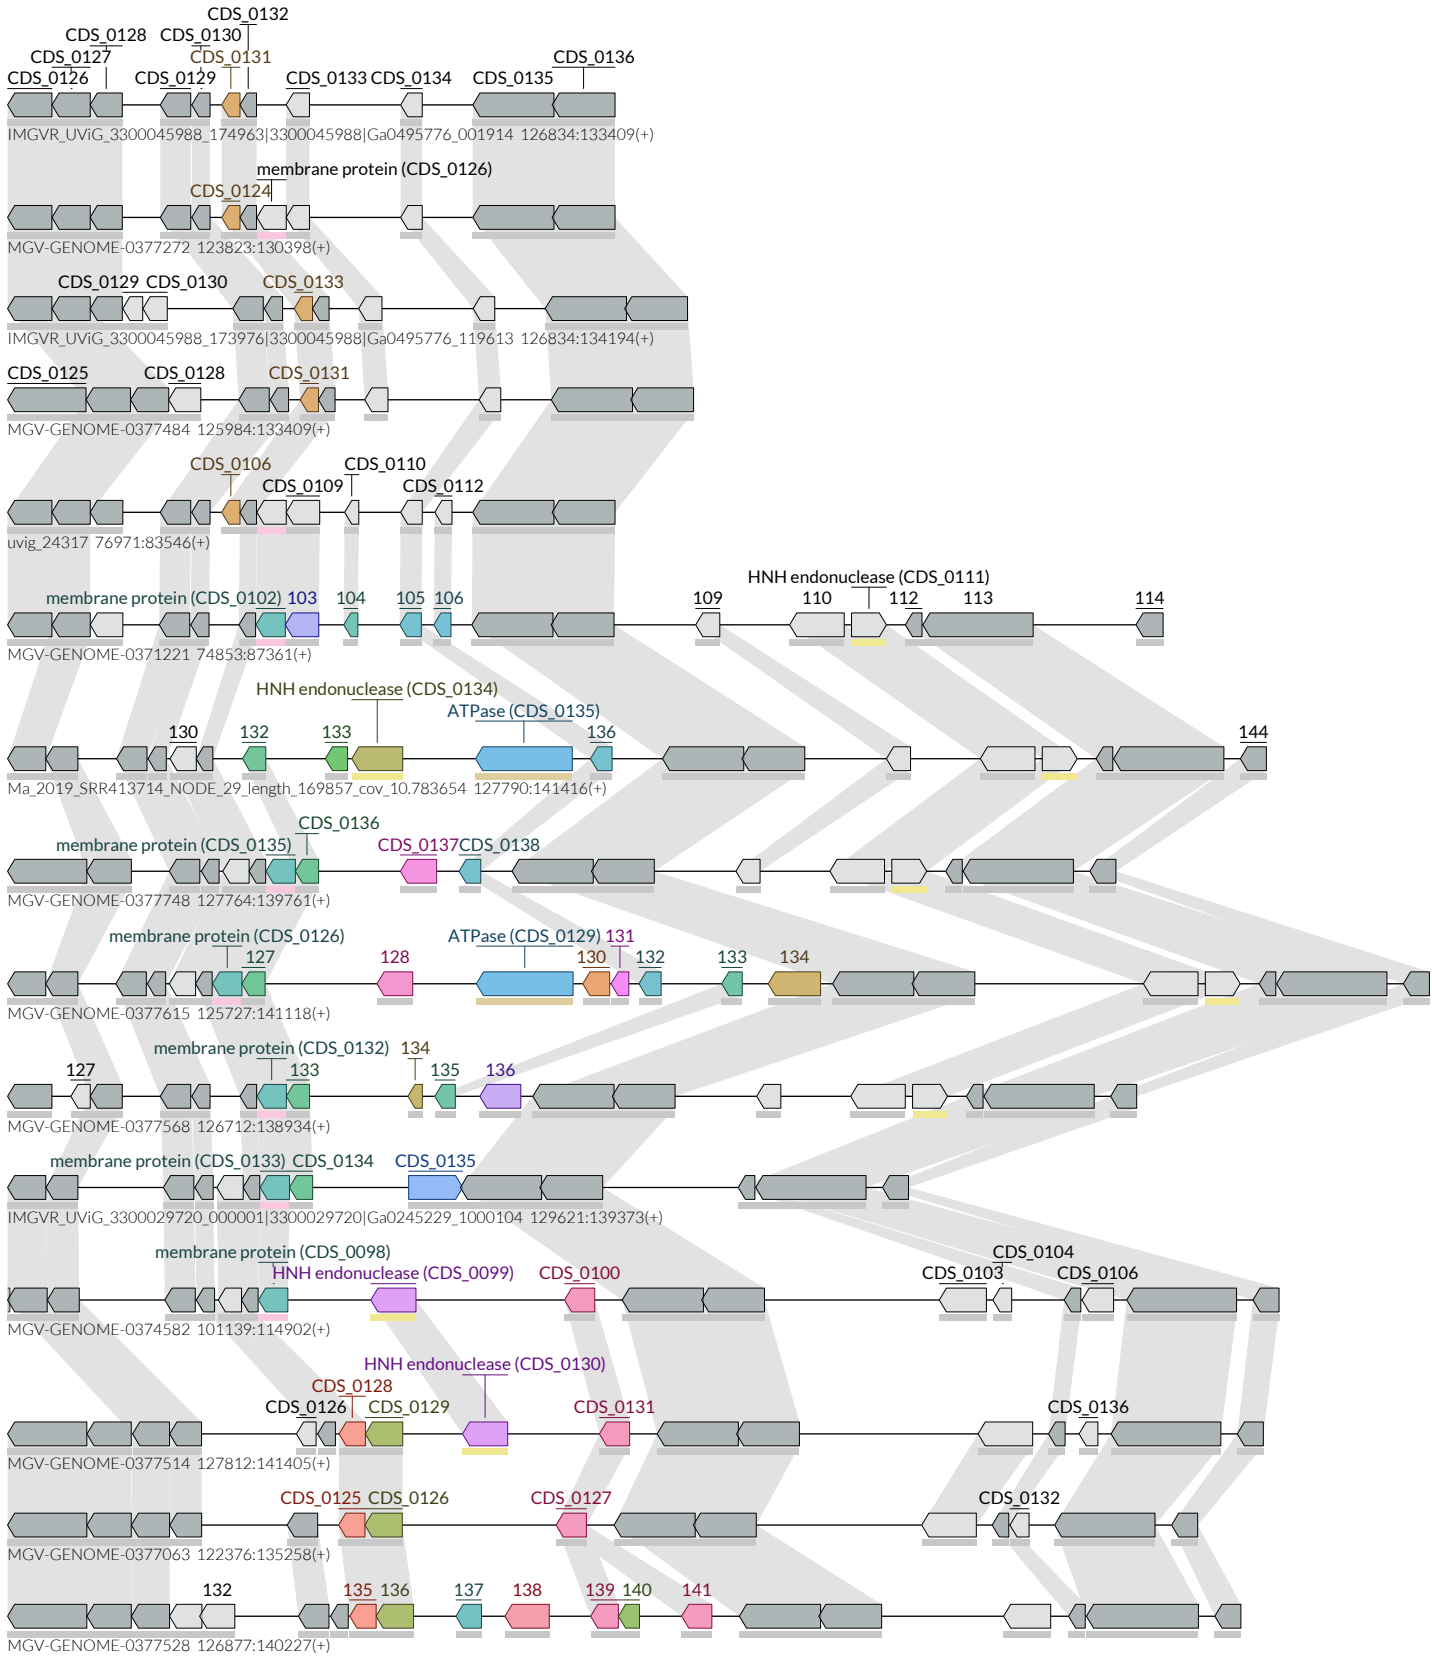 CDS_0132
CDS_0128 CDS_0130
CDS_0127 CDS_0131 CDS_0136
CDS_0126 CDS_0129 CDS_0133 CDS_0134 CDS_0135
IMGVR_UViG_3300045988_174963|3300045988|Ga0495776_001914 126834:133409(+)
membrane protein (CDS_0126)
CDS_0124
MGV-GENOME-0377272 123823:130398(+)
CDS_0129 CDS_0130 CDS_0133
IMGVR_UViG_3300045988_173976|3300045988|Ga0495776_119613 126834:134194(+)
CDS_0125 CDS_0128 CDS_0131
MGV-GENOME-0377484 125984:133409(+)
CDS_0106 CDS_0110
CDS_0109 CDS_0112
uvig_24317 76971:83546(+)
HNH endonuclease (CDS_0111)
membrane protein (CDS_0102) 103 104 105 106 109 110 112 113 114
MGV-GENOME-0371221 74853:87361(+)
HNH endonuclease (CDS_0134)
ATPase (CDS_0135)
130 132 133 136 144
Ma_2019_SRR413714_NODE_29_length_169857_cov_10.783654 127790:141416(+)
CDS_0136
membrane protein (CDS_0135) CDS_0137 CDS_0138
MGV-GENOME-0377748 127764:139761(+)
membrane protein (CDS_0126) ATPase (CDS_0129) 131
127 128 130 132 133 134
MGV-GENOME-0377615 125727:141118(+)
membrane protein (CDS_0132) 134
127 133 135 136
MGV-GENOME-0377568 126712:138934(+)
membrane protein (CDS_0133) CDS_0134 CDS_0135
IMGVR_UViG_3300029720_000001|3300029720|Ga0245229_1000104 129621:139373(+)
membrane protein (CDS_0098) CDS_0104
HNH endonuclease (CDS_0099) CDS_0100 CDS_0103 CDS_0106
MGV-GENOME-0374582 101139:114902(+)
HNH endonuclease (CDS_0130)
CDS_0128
CDS_0126 CDS_0129 CDS_0131 CDS_0136
MGV-GENOME-0377514 127812:141405(+)
CDS_0125 CDS_0126 CDS_0127 CDS_0132
MGV-GENOME-0377063 122376:135258(+)
132 135 136 137 138 139 140 141
MGV-GENOME-0377528 126877:140227(+)